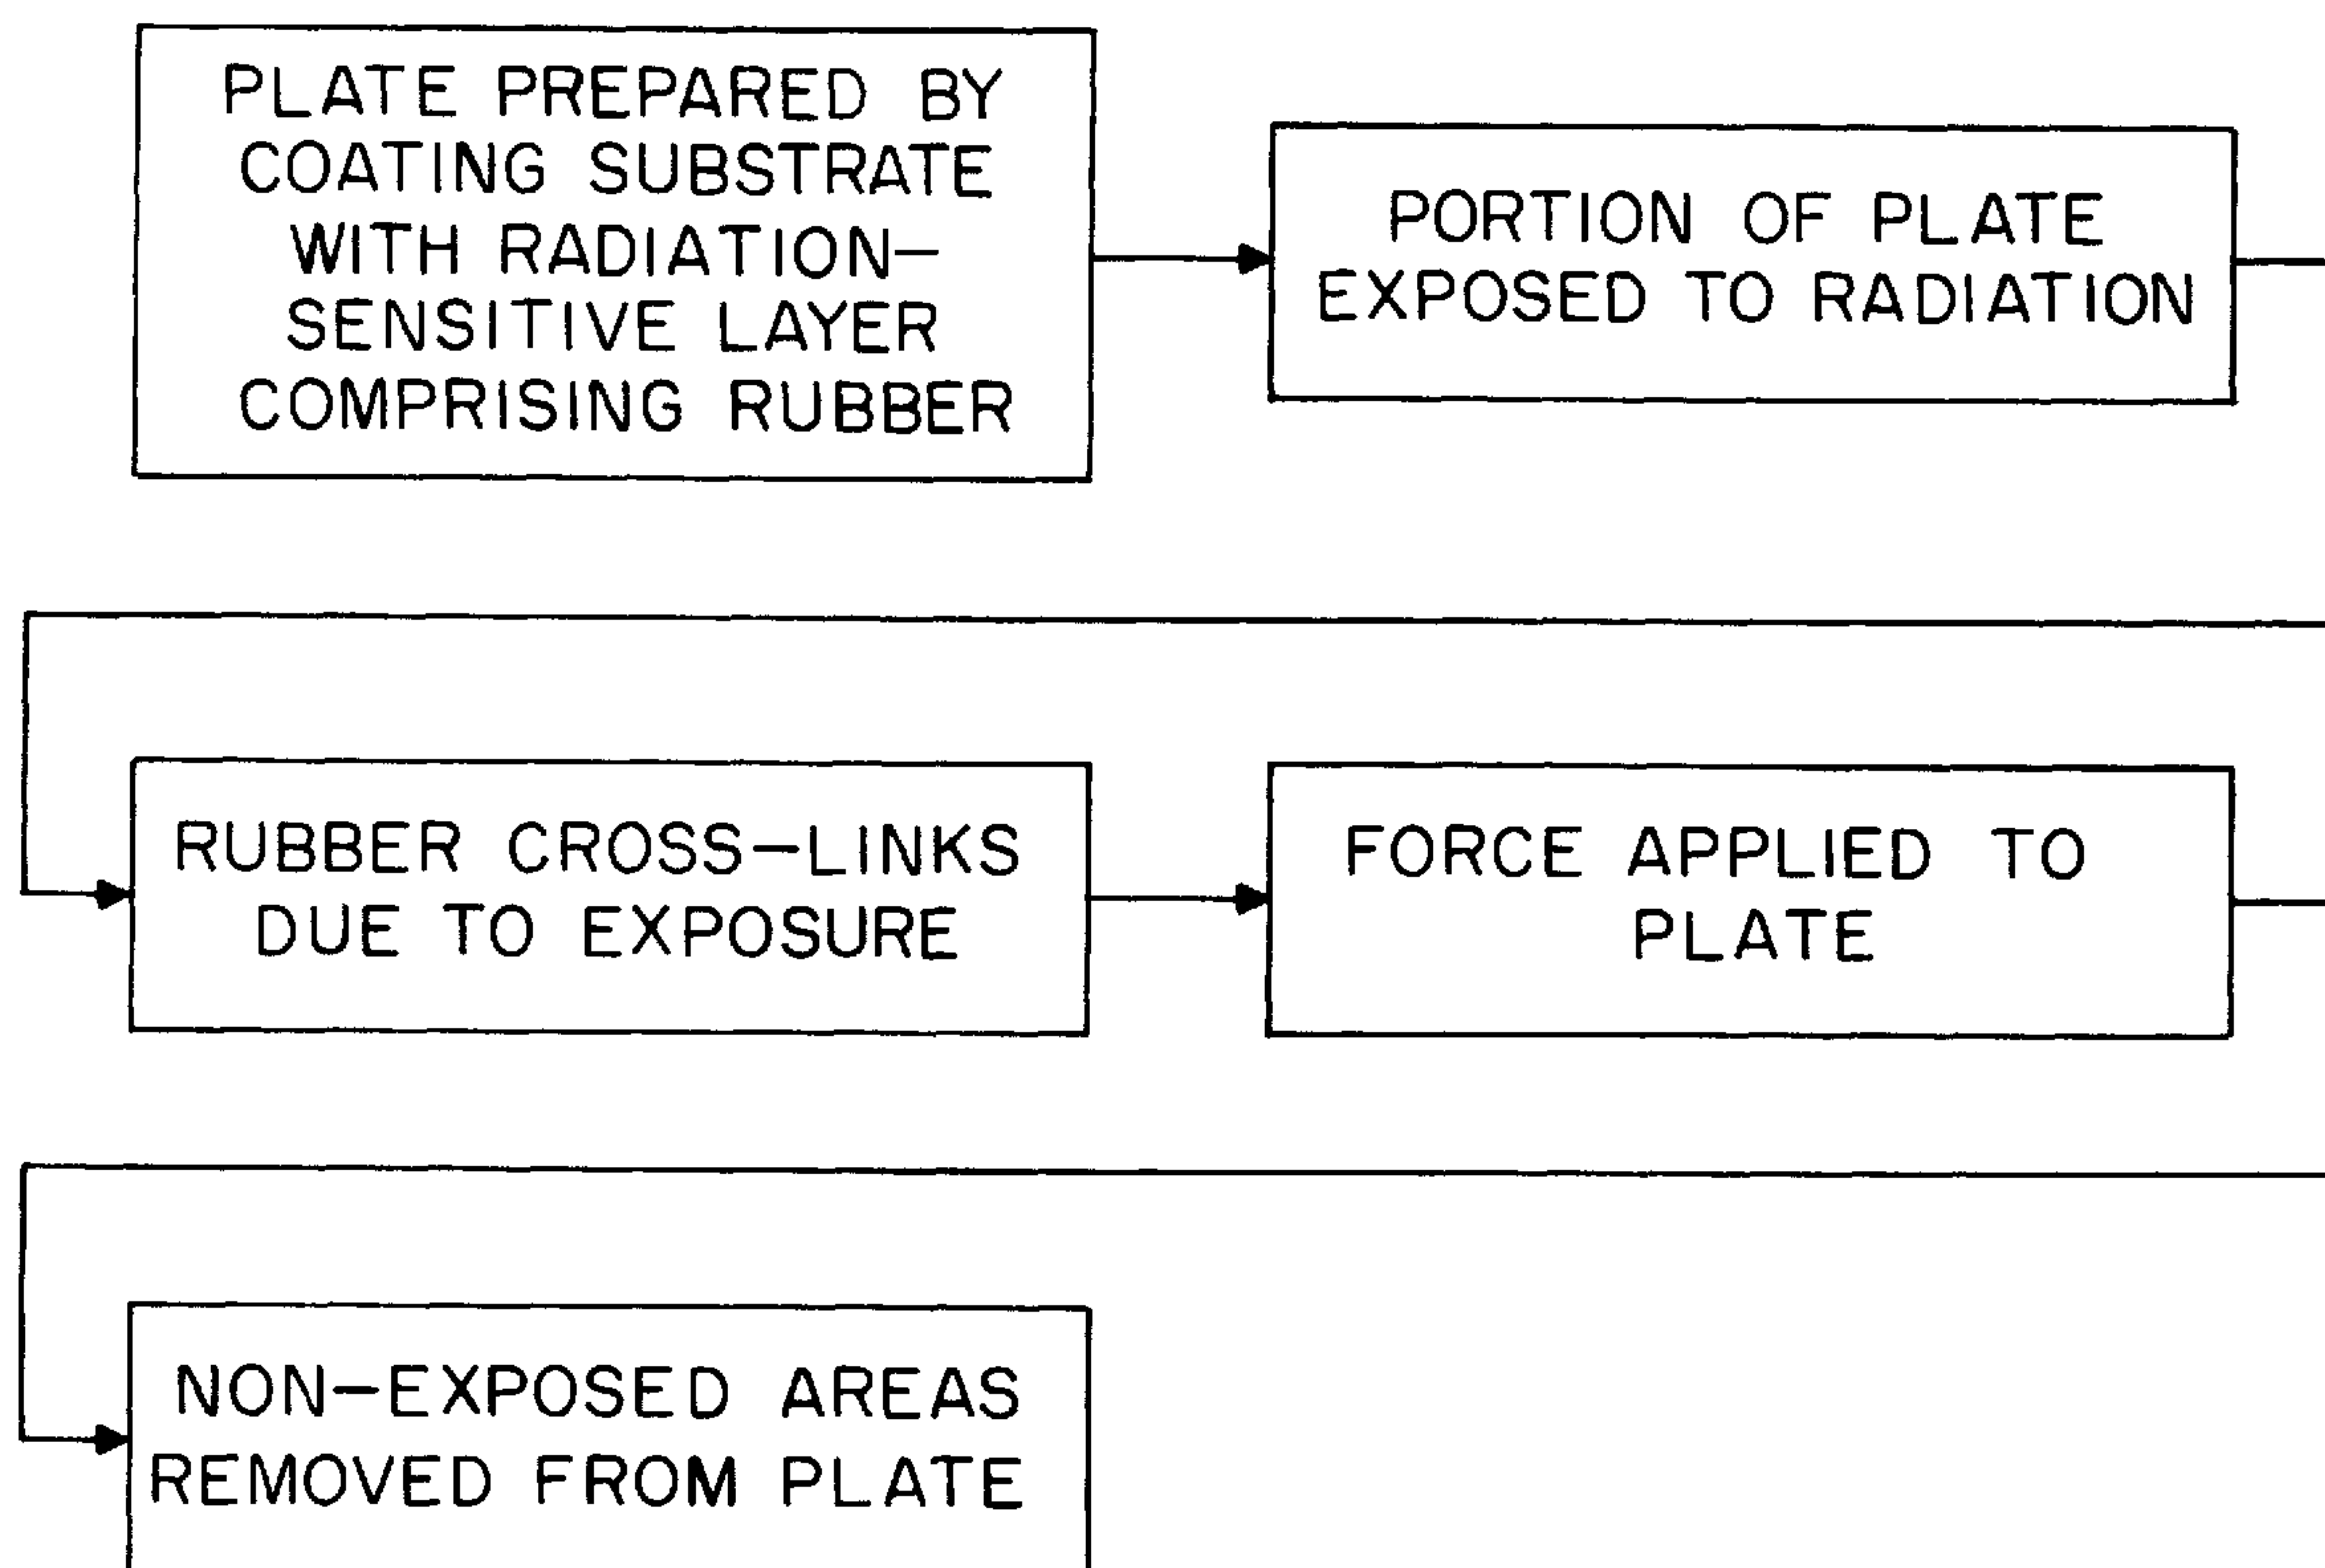 PLATE PREPARED BY
COATING SUBSTRATE
WITH RADIATION—
SENSITIVE LAYER
COMPRISING RUBBER
PORTION OF PLATE
EXPOSED TO RADIATION
RUBBER CROSS—LINKS
DUE TO EXPOSURE
FORCE APPLIED TO
PLATE
NON—EXPOSED AREAS
REMOVED FROM PLATE